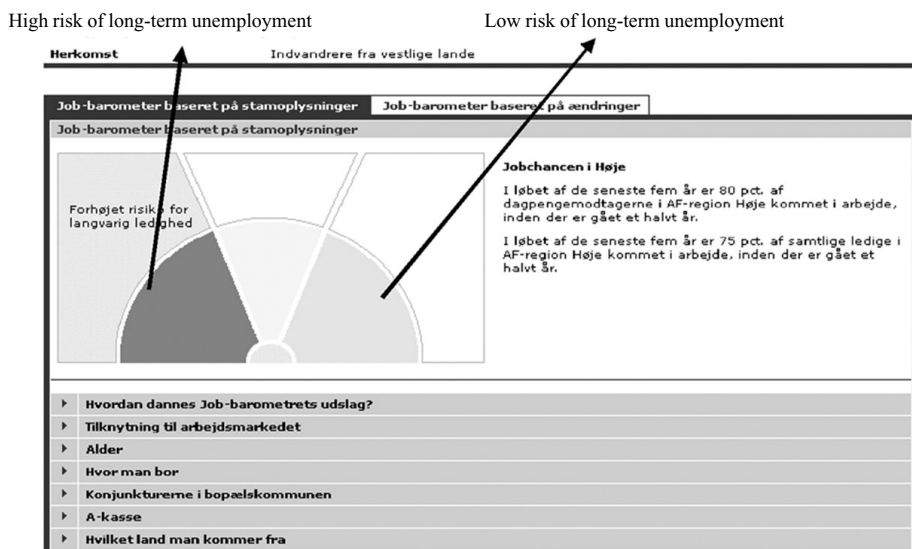 High risk of long-term unemployment
Low risk of long-term unemployment
Herkomst Indvandrere fra vestlige lande
Job-barometer baseret på stamoplysninger Job-barometer baseret på ændringer
Job-barometer baseret på stamoplysninger
Forhøjet risiko for
langvarig ledighed
Jobchancen i Høje
I løbet af de seneste fem år er 80 pct. af
dagpengemodtagerne i AF-region Høje kommet i arbejde,
inden der er gået et halvt år.
I løbet af de seneste fem år er 75 pct. af samtlige ledige i
AF-region Høje kommet i arbejde, inden der er gået et
halvt år.
Hvordan dannes Job-barometrets udslag?
Tilknytning til arbejdsmarkedet
Alder
Hvor man bor
Konjunkturerne i bopælskommunen
A-kasse
Hvilket land man kommer fra